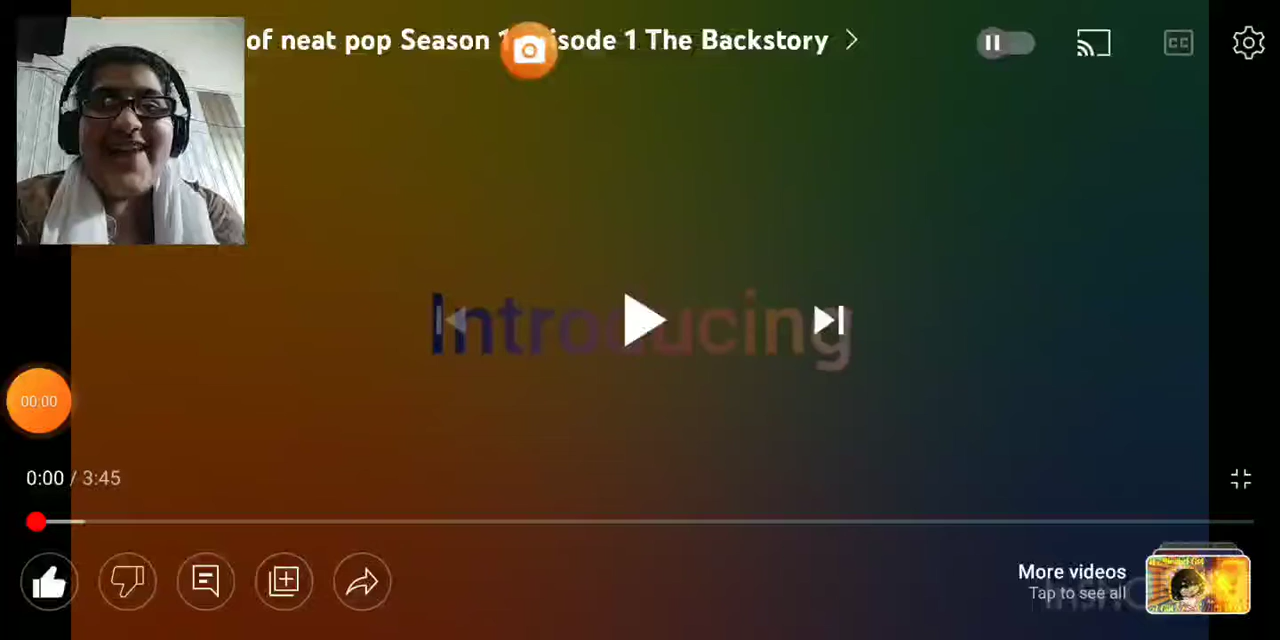 of neat pop Season 1 isode 1 The Backstory
CC
Introducing
00:00
0:00 / 3:45
More videos
Tap to see all